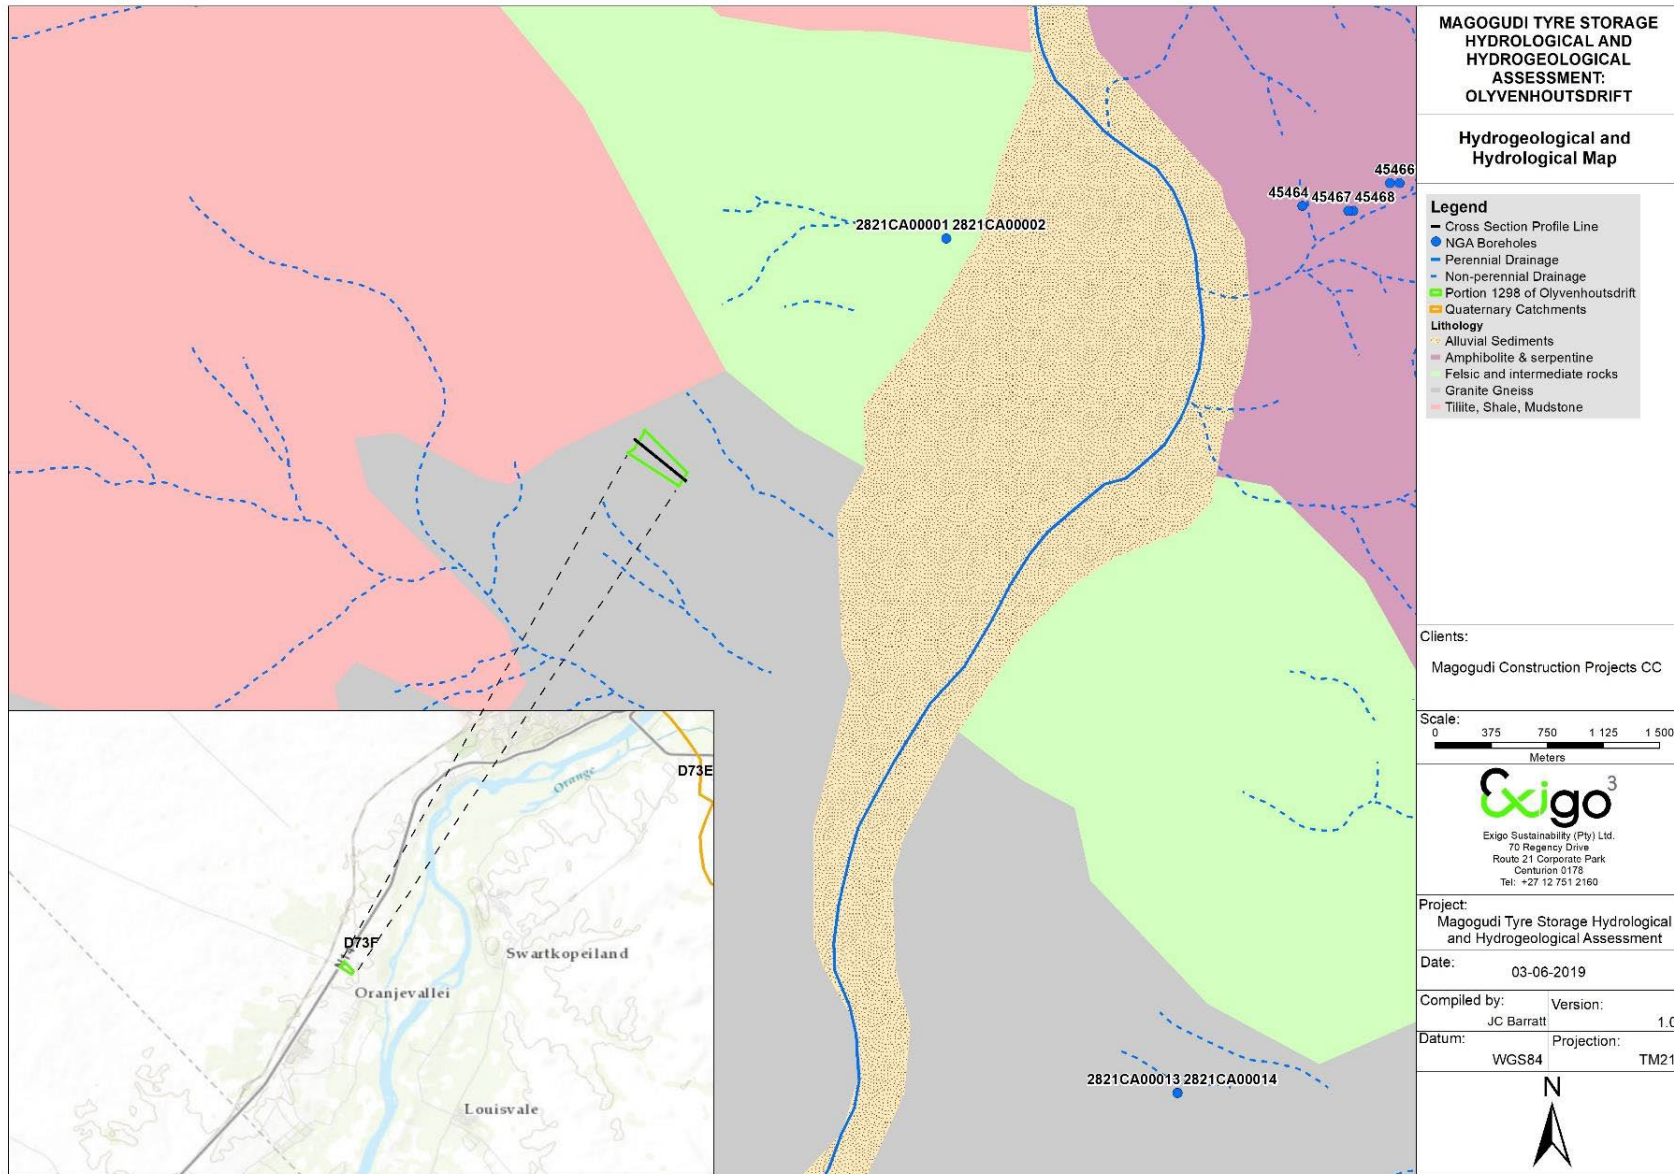 MAGOGUDI TYRE STORAGE
HYDROLOGICAL AND
HYDROGEOLOGICAL
ASSESSMENT:
OLYVENHOUTSDRIFT
Hydrogeological and
Hydrological Map
Legend
Cross Section Profile Line
NGA Boreholes
Perennial Drainage
Non-perennial Drainage
Portion 1298 of Olyvenhoutsdrift
Quaternary Catchments
Lithology
Alluvial Sediments
Amphibolite & serpentine
Felsic and intermediate rocks
Granite Gneiss
Tillite, Shale, Mudstone
45466
45464 45467 45468
2821CA00001 2821CA00002
2821CA00013 2821CA00014
D73E
Orange
D73F
Swartkopeiland
Oranjevallei
Louisvale
Clients:
Magogudi Construction Projects CC
Scale:
0 375 750 1 125 1 500
Meters
Exigo3
Exigo Sustainability (Pty) Ltd.
70 Regency Drive
Route 21 Corporate Park
Centurion 0178
Tel: +27 12 751 2160
Project:
Magogudi Tyre Storage Hydrological
and Hydrogeological Assessment
Date:
03-06-2019
Compiled by:
JC Barratt
Version:
1.0
Datum:
WGS84
Projection:
TM21
N